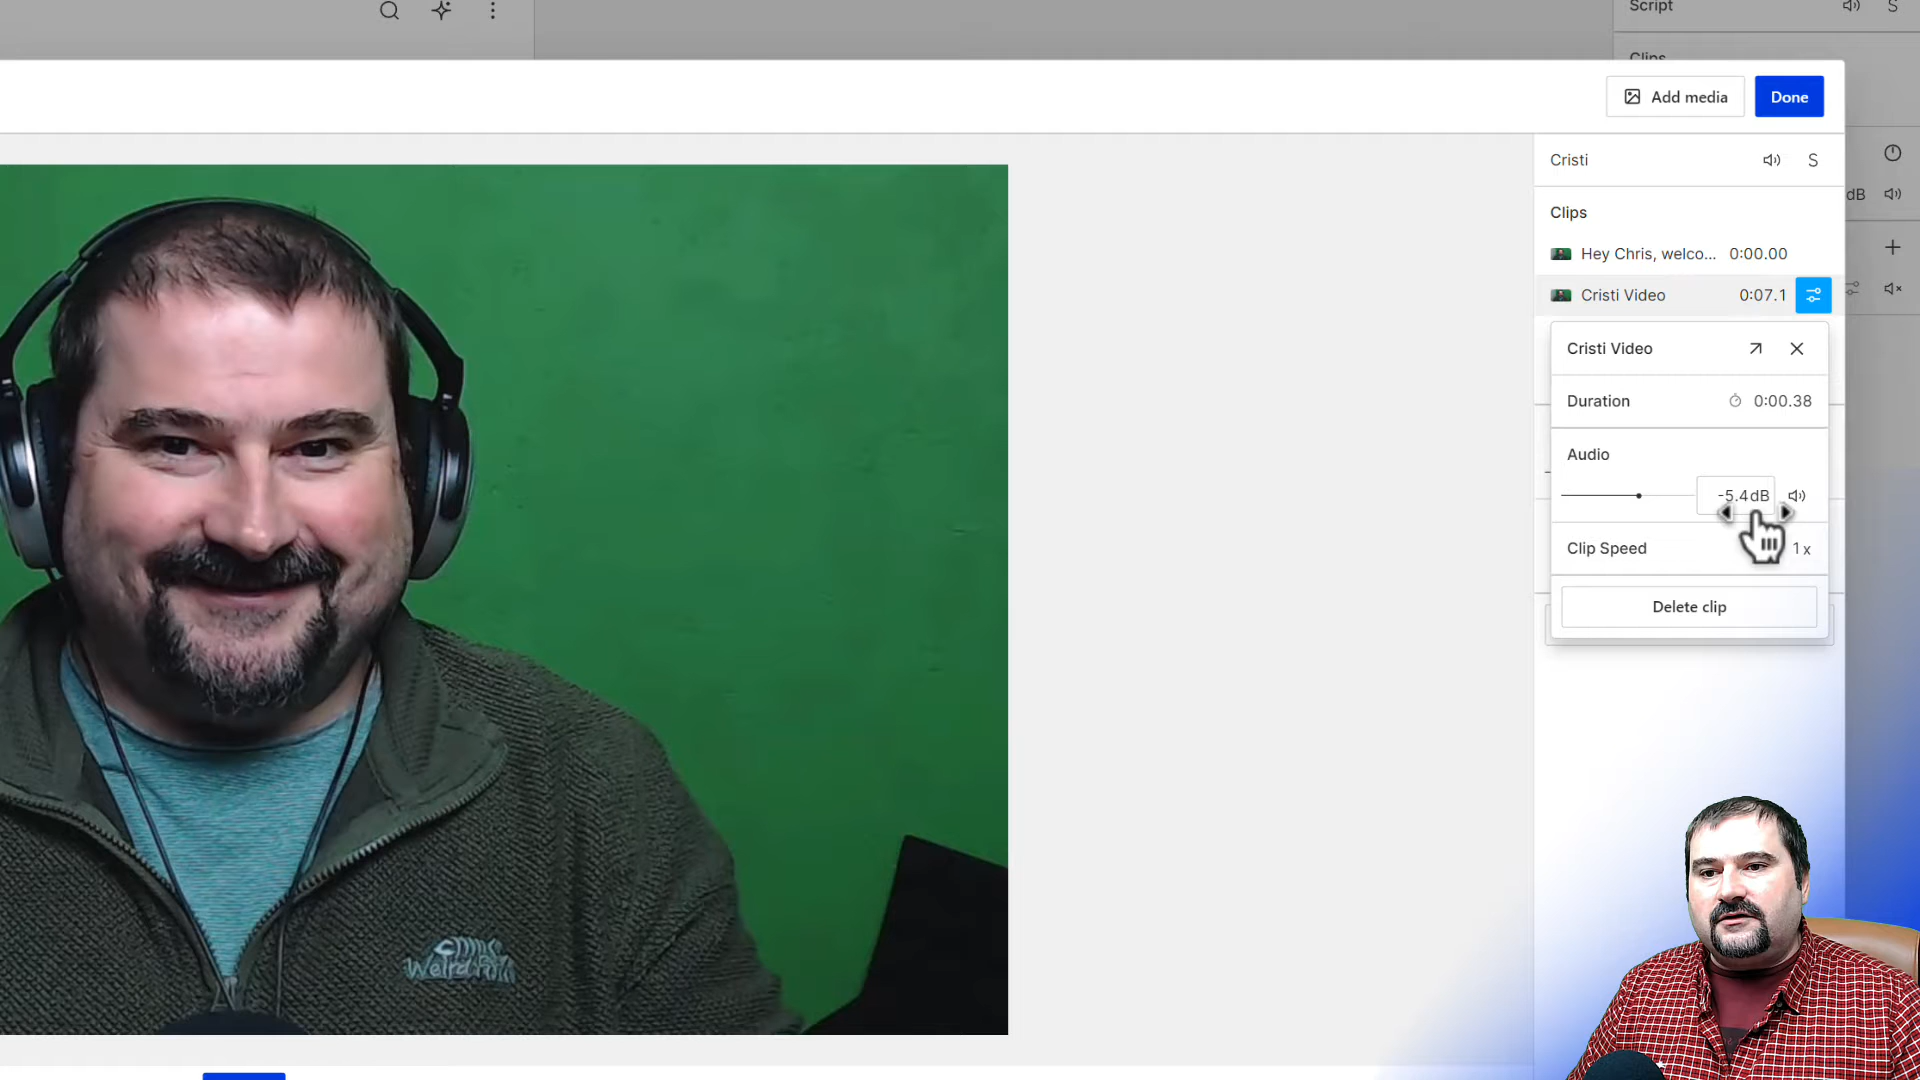 Script
S
Clips
Add media
Done
Cristi
S
dB
Clips
Hey Chris, welco... 0:00.00
Cristi Video 0:07.1
Cristi Video
Duration 0:00.38
Audio
-5.4dB
Clip Speed 1x
Delete clip
Weird